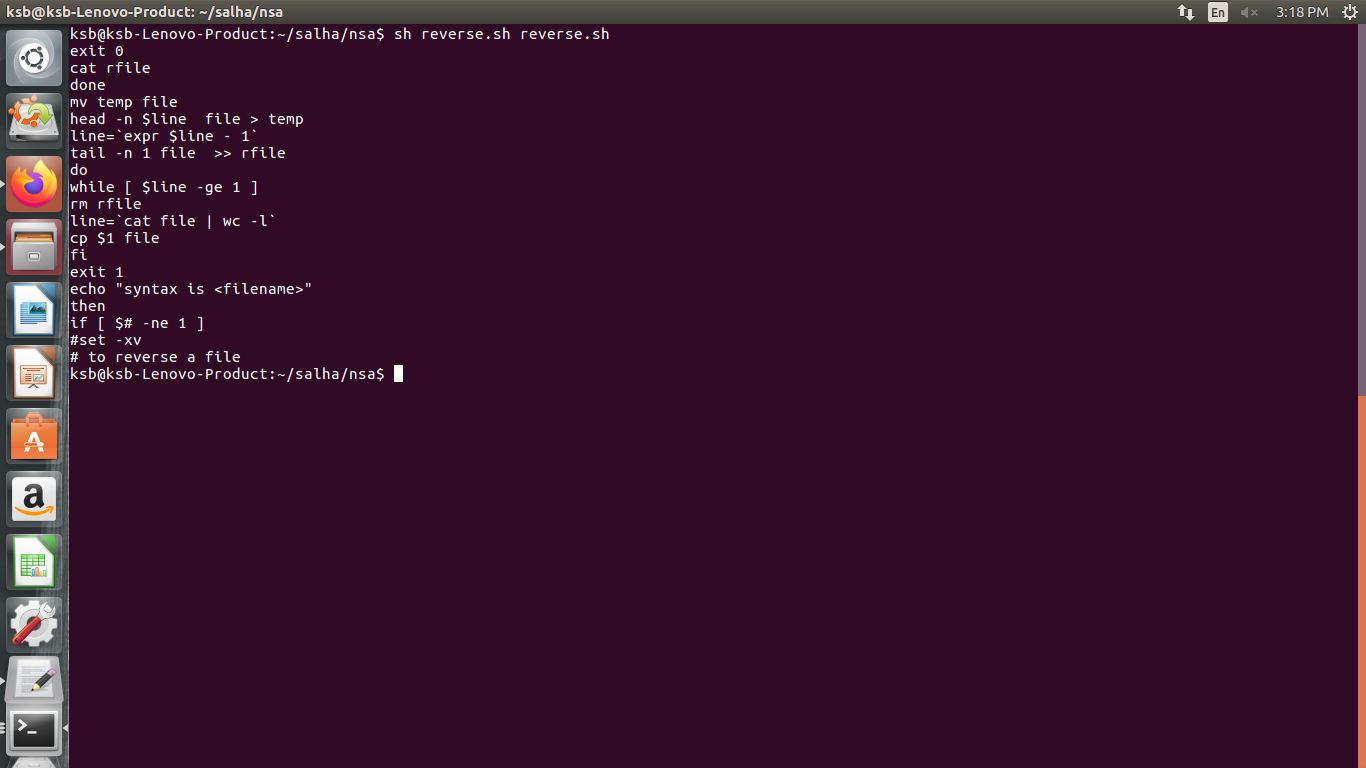 ksb@ksb-Lenovo-Product: ~/salha/nsa
En
3:18 PM
ksb@ksb-Lenovo-Product:~/salha/nsa$ sh reverse.sh reverse.sh
exit 0
cat rfile
done
mv temp file
head -n $line  file > temp
line=`expr $line - 1`
tail -n 1 file  >> rfile
do
while [ $line -ge 1 ]
rm rfile
line=`cat file | wc -l`
cp $1 file
fi
exit 1
echo "syntax is <filename>"
then
if [ $# -ne 1 ]
#set -xv
# to reverse a file
ksb@ksb-Lenovo-Product:~/salha/nsa$